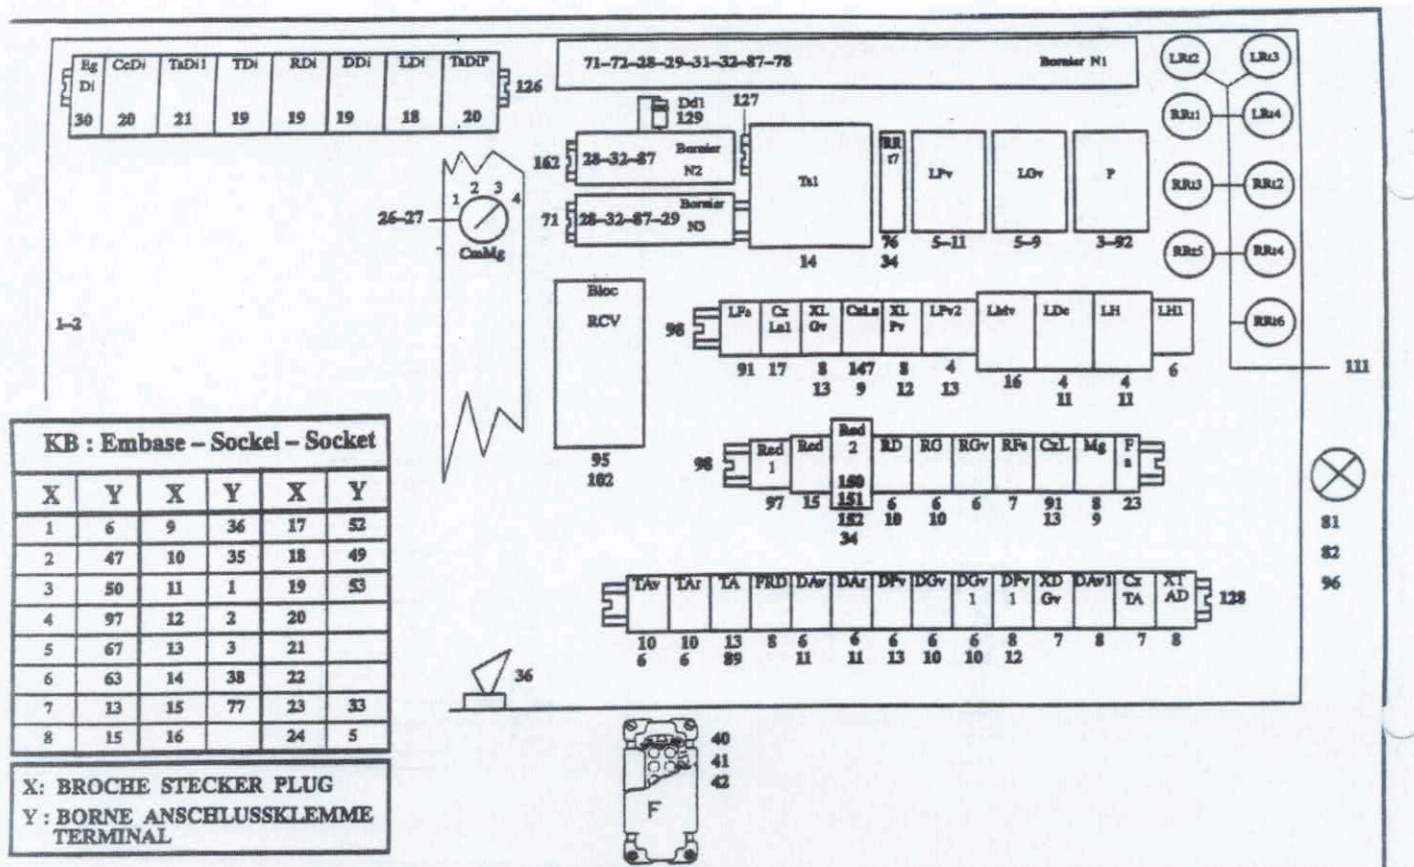 Eg Di CcDi TaDi1 TDi RDi DDi LDi TaDiP
30 20 21 19 19 19 18 20
126
71-72-28-29-31-32-87-78 Bornier N1
Dd1
129
127
162 28-32-87 Bornier N2
71 28-32-87-29 Bornier N3
Ts1
14
RR t7
76
34
LPv
5-11
LGv
5-9
P
3-92
LRt2 LRt3
RRt1 LRt4
RRt3 RRt2
RRt5 RRt4
RRt6
111
1 2 3 4
26-27
CmMg
1-2
Bloc
RCV
95
102
98
LFs Cx Ls1 XL Gv CxLs XL Pv LPv2 LMv LDe LH LH1
91 17 8 147 8 4 16 4 4 6
13 9 12 13 11 11
98
Red 1 Red Red 2 RD RG RGv RFs CxL Mg F s
150
151
152
34
97 15 6 6 6 7 91 8 23
10 10 13 9
TAv TAr TA FRD DAv DAr DPv DGv DGv 1 DPv 1 XD Gv DAv1 Cx TA XT AD
128
10 10 13 8 6 6 6 6 6 8 7 8 7 8
6 6 89 11 11 13 10 10 12
81
82
96
36
40
41
42
F
KB : Embase – Sockel – Socket
X Y X Y X Y
1 6 9 36 17 52
2 47 10 35 18 49
3 50 11 1 19 53
4 97 12 2 20
5 67 13 3 21
6 63 14 38 22
7 13 15 77 23 33
8 15 16 24 5
X: BROCHE STECKER PLUG
Y : BORNE ANSCHLUSSKLEMME
TERMINAL